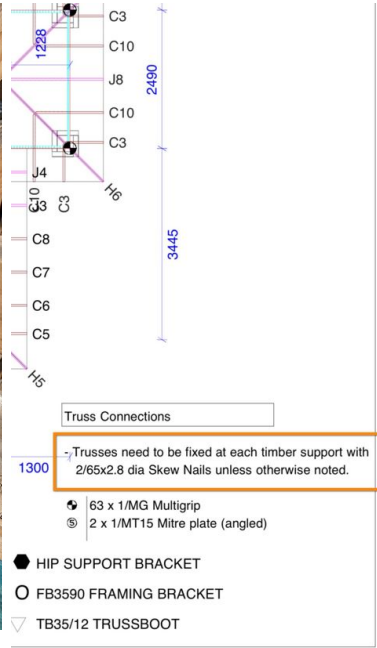 C3
1228
C10
J8
2490
C10
C3
J4
H6
C10
J3
C3
C8
3445
C7
C6
C5
H5
Truss Connections
- Trusses need to be fixed at each timber support with
2/65x2.8 dia Skew Nails unless otherwise noted.
1300
63 x 1/MG Multigrip
⑤ 2 x 1/MT15 Mitre plate (angled)
HIP SUPPORT BRACKET
O FB3590 FRAMING BRACKET
TB35/12 TRUSSBOOT